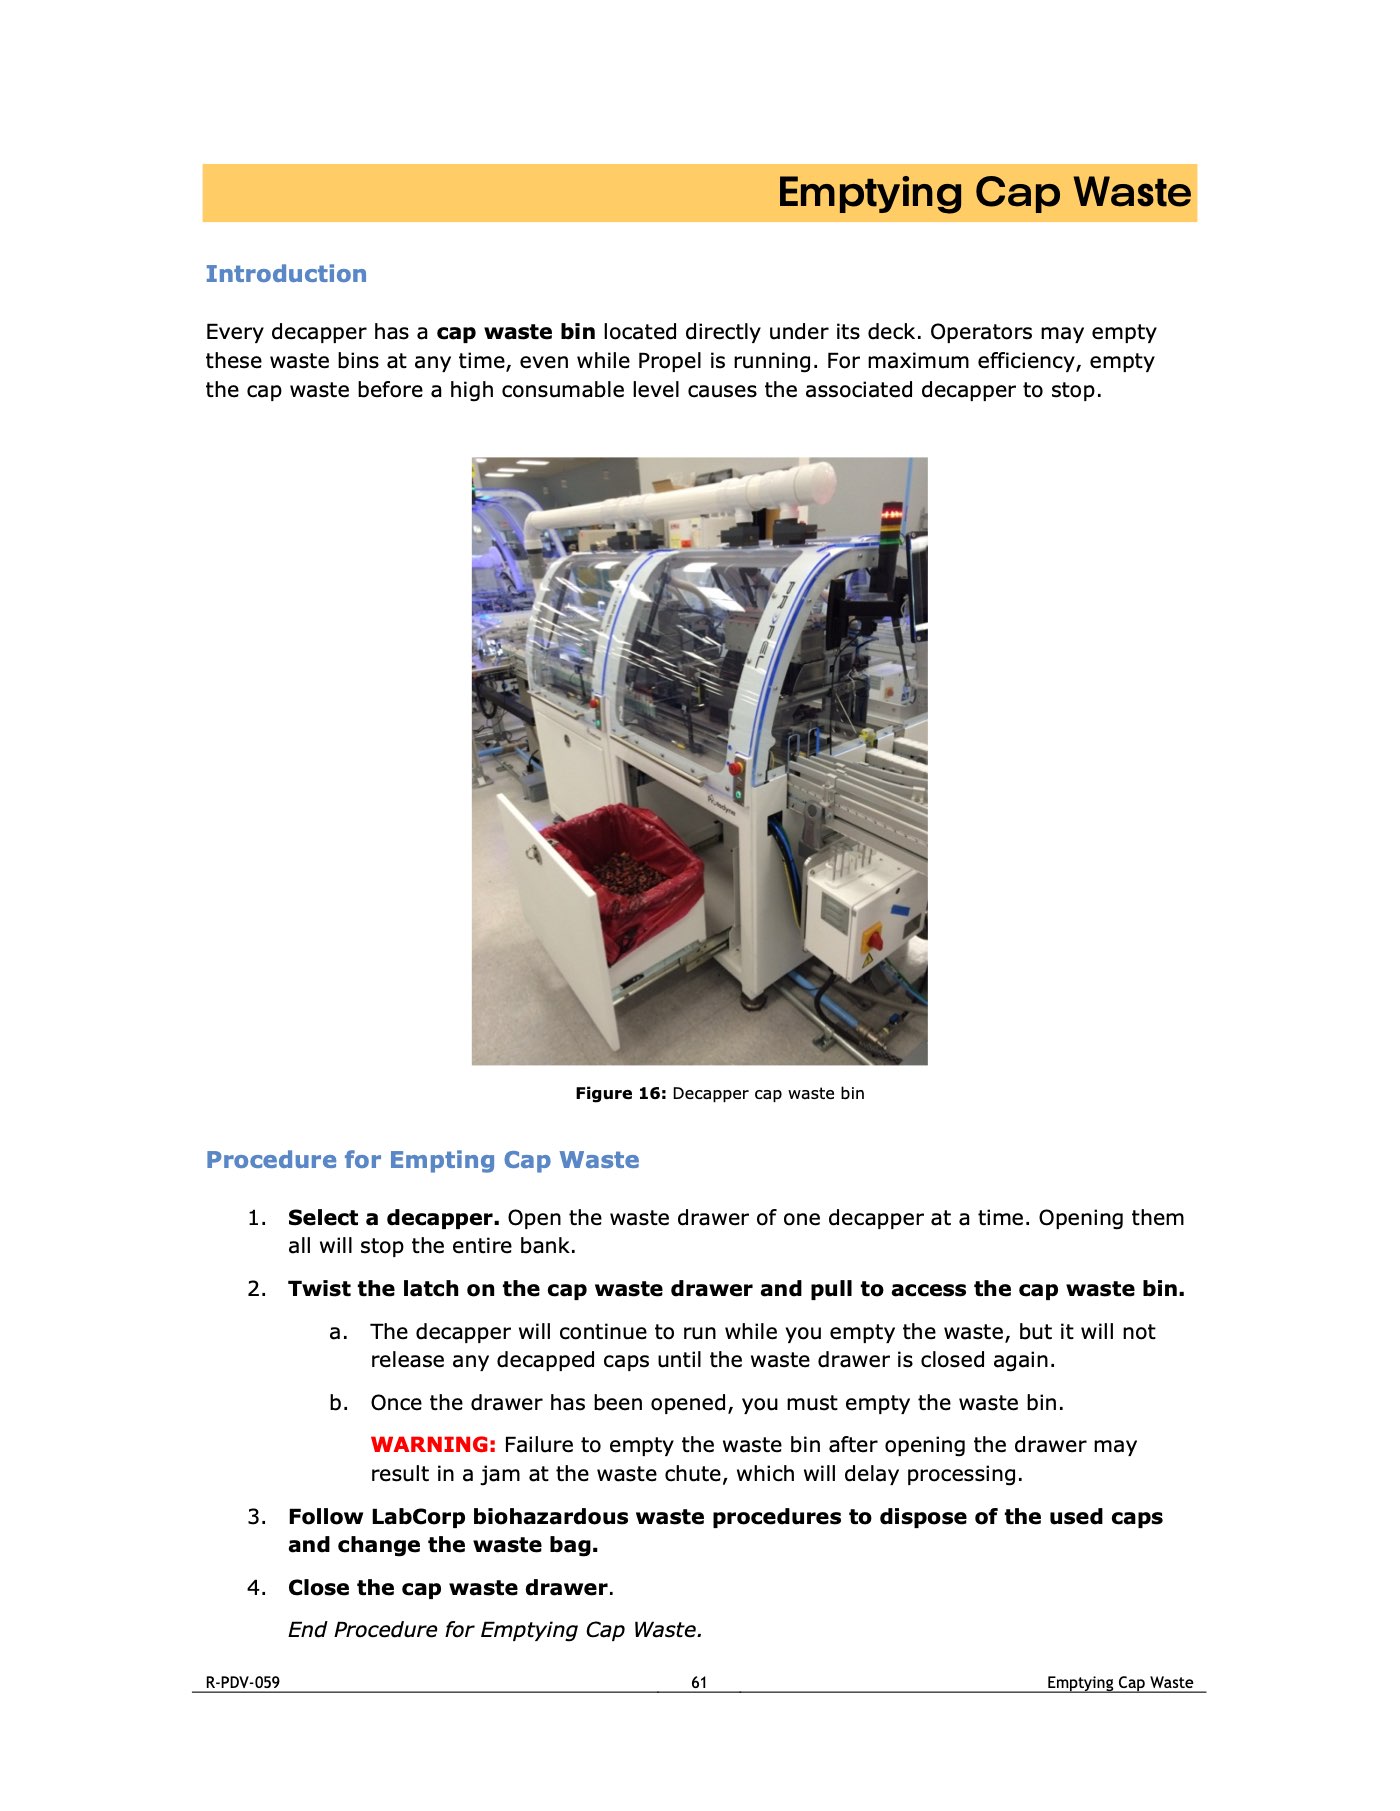 Emptying Cap Waste
Introduction
Every decapper has a cap waste bin located directly under its deck. Operators may empty
these waste bins at any time, even while Propel is running. For maximum efficiency, empty
the cap waste before a high consumable level causes the associated decapper to stop.
PROPEL
Figure 16: Decapper cap waste bin
Procedure for Empting Cap Waste
1. Select a decapper. Open the waste drawer of one decapper at a time. Opening them
all will stop the entire bank.
2. Twist the latch on the cap waste drawer and pull to access the cap waste bin.
a. The decapper will continue to run while you empty the waste, but it will not
release any decapped caps until the waste drawer is closed again.
b. Once the drawer has been opened, you must empty the waste bin.
WARNING: Failure to empty the waste bin after opening the drawer may
result in a jam at the waste chute, which will delay processing.
3. Follow LabCorp biohazardous waste procedures to dispose of the used caps
and change the waste bag.
4. Close the cap waste drawer.
End Procedure for Emptying Cap Waste.
R-PDV-059 61 Emptying Cap Waste